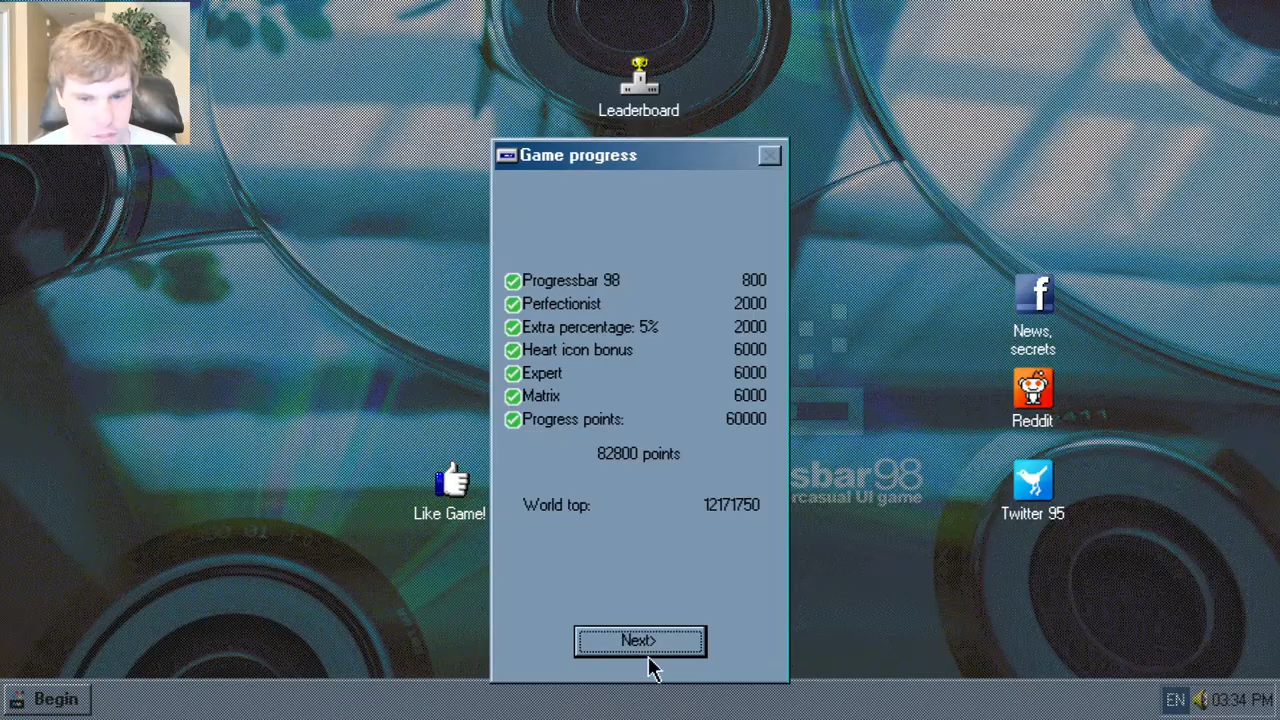 Leaderboard
Game progress
Progressbar 98 800
Perfectionist 2000
Extra percentage: 5% 2000
Heart icon bonus 6000
Expert 6000
Matrix 6000
Progress points: 60000
82800 points
World top: 12171750
Next>
Like Game!
News,
secrets
Reddit
Twitter 95
sbar98
rcasual UI game
Begin
EN 03:34 PM